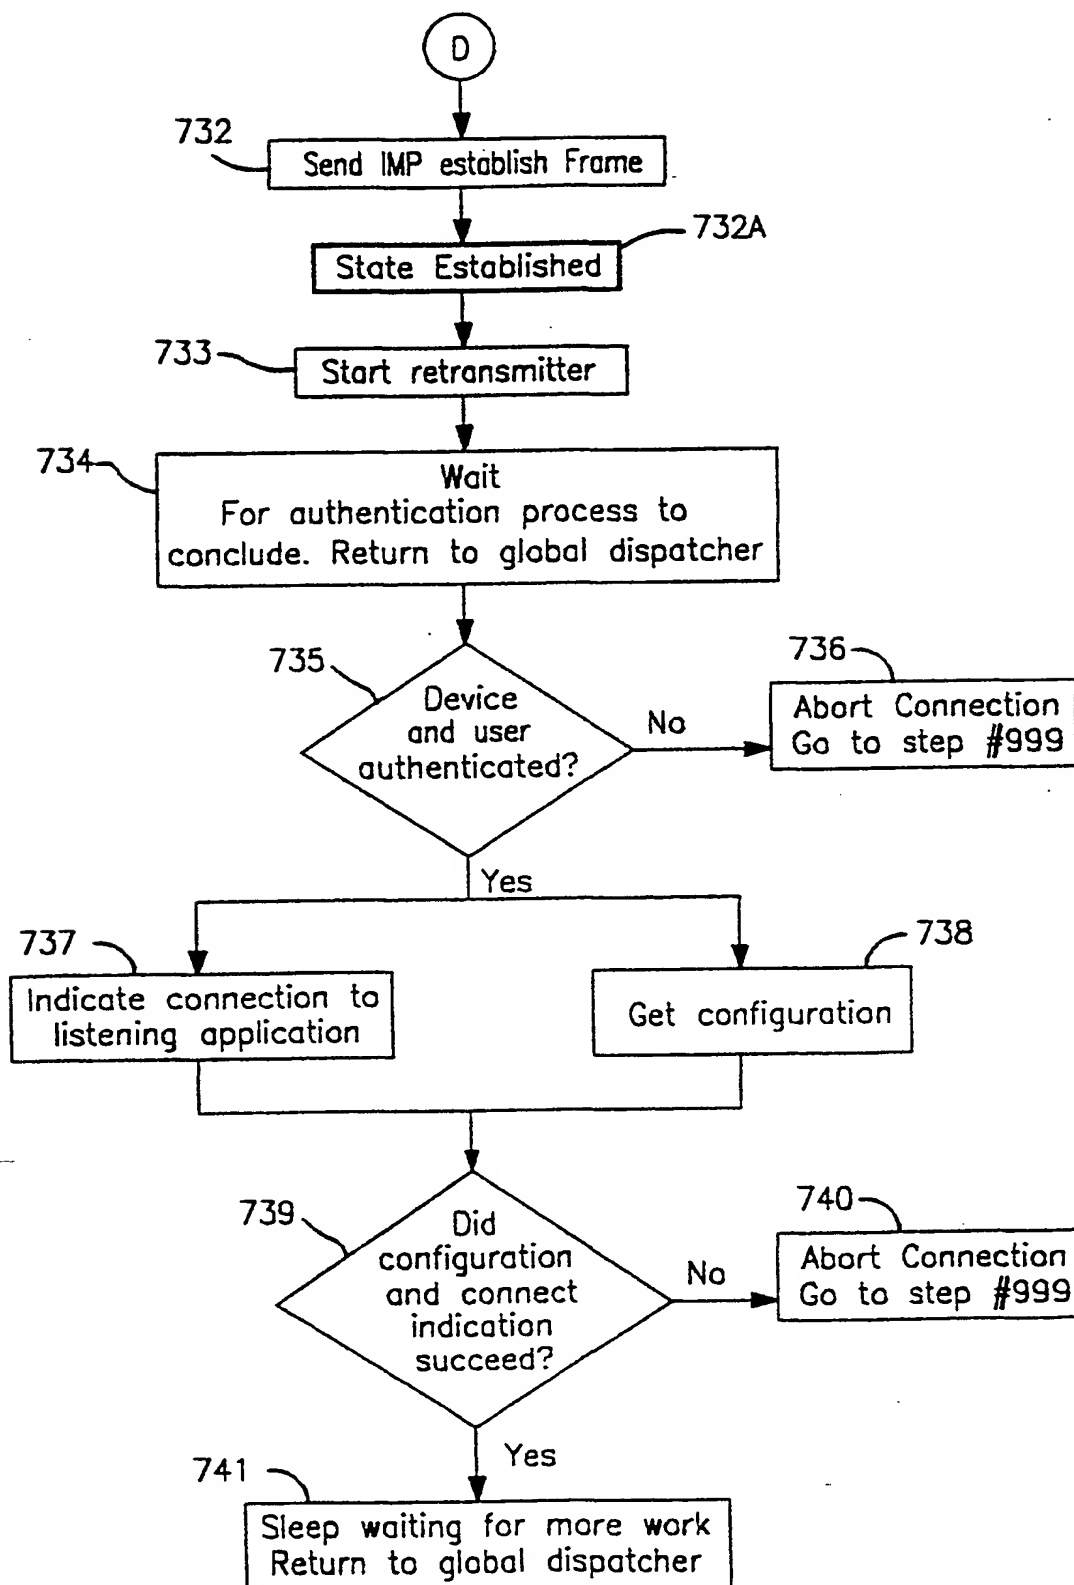 D
732
Send IMP establish Frame
732A
State Established
733
Start retransmitter
734
Wait
For authentication process to
conclude. Return to global dispatcher
735
Device
and user
authenticated?
No
736
Abort Connection
Go to step #999
Yes
737
Indicate connection to
listening application
738
Get configuration
739
Did
configuration
and connect
indication
succeed?
No
740
Abort Connection
Go to step #999
Yes
741
Sleep waiting for more work
Return to global dispatcher